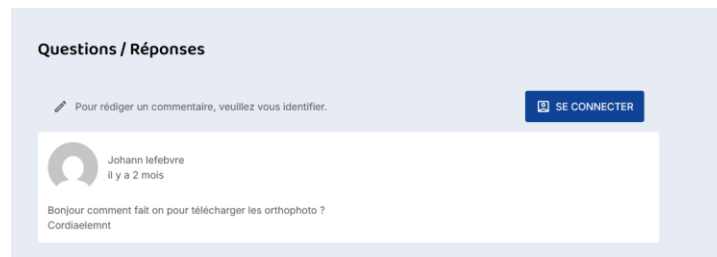 Questions / Réponses
Pour rédiger un commentaire, veuillez vous identifier.
SE CONNECTER
Johann lefebvre
il y a 2 mois
Bonjour comment fait on pour télécharger les orthophoto ?
Cordiaelemnt